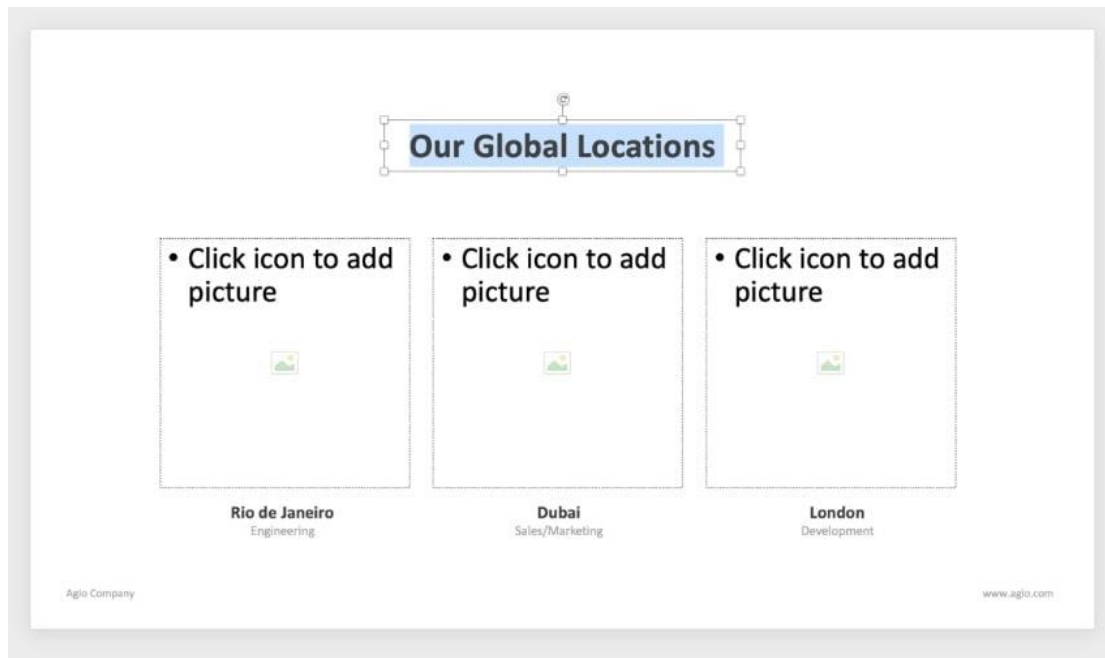 Our Global Locations
• Click icon to add
picture
• Click icon to add
picture
• Click icon to add
picture
Rio de Janeiro
Engineering
Dubai
Sales/Marketing
London
Development
Agio Company
www.agio.com